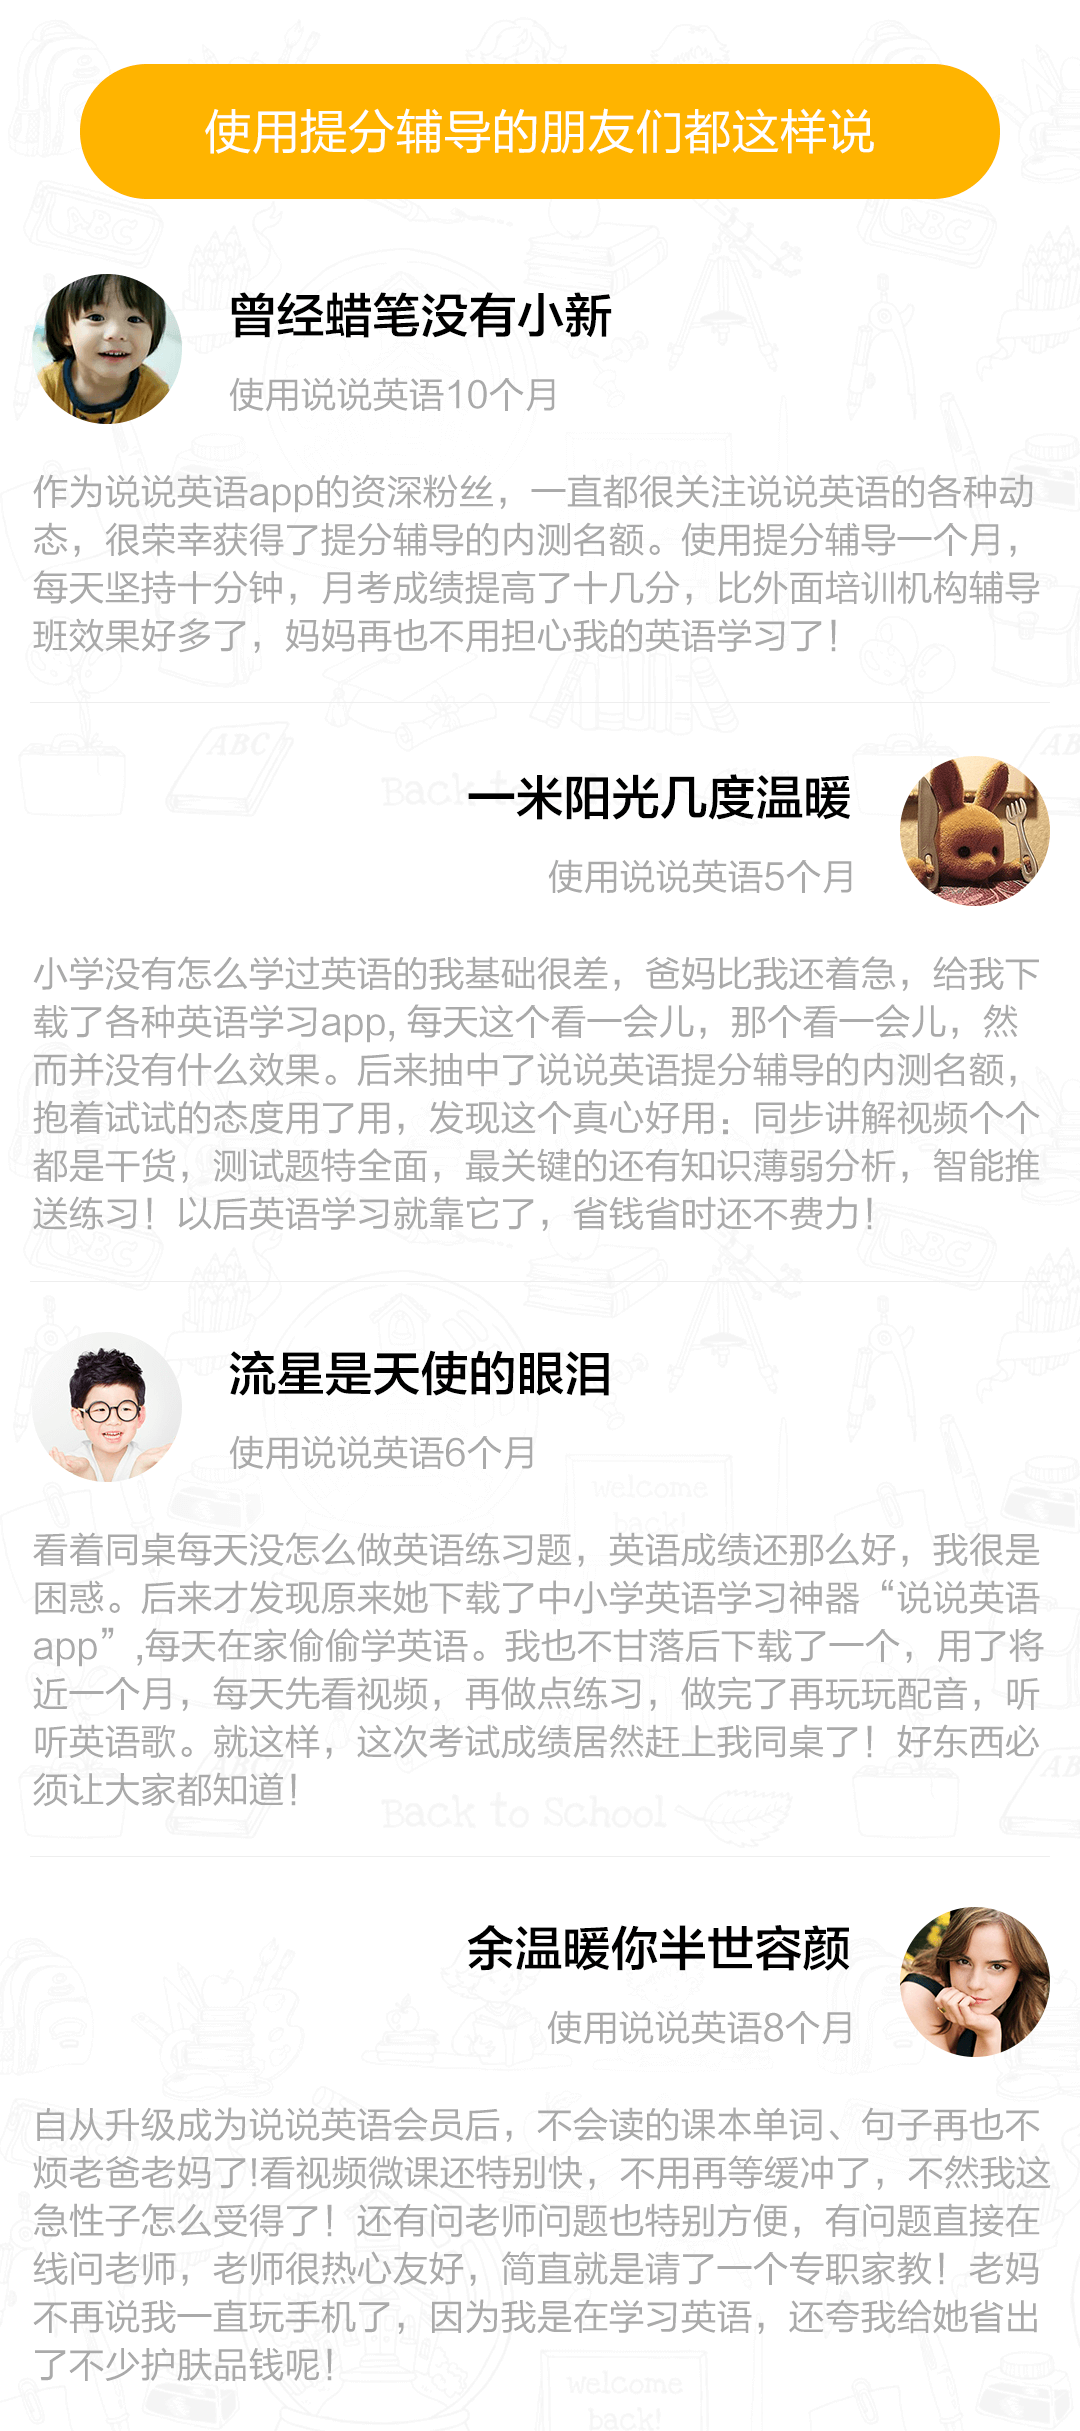 使用提分辅导的朋友们都这样说
曾经蜡笔没有小新
使用说说英语10个月
作为说说英语app的资深粉丝，一直都很关注说说英语的各种动
态，很荣幸获得了提分辅导的内测名额。使用提分辅导一个月，
每天坚持十分钟，月考成绩提高了十几分，比外面培训机构辅导
班效果好多了，妈妈再也不用担心我的英语学习了！
ABC
Back to
一米阳光几度温暖
使用说说英语5个月
小学没有怎么学过英语的我基础很差，爸妈比我还着急，给我下
载了各种英语学习app, 每天这个看一会儿，那个看一会儿，然
而并没有什么效果。后来抽中了说说英语提分辅导的内测名额，
抱着试试的态度用了用，发现这个真心好用：同步讲解视频个个
都是干货，测试题特全面，最关键的还有知识薄弱分析，智能推
送练习！以后英语学习就靠它了，省钱省时还不费力！
流星是天使的眼泪
使用说说英语6个月
welcome
back!
看着同桌每天没怎么做英语练习题，英语成绩还那么好，我很是
困惑。后来才发现原来她下载了中小学英语学习神器“说说英语
app”,每天在家偷偷学英语。我也不甘落后下载了一个，用了将
近一个月，每天先看视频，再做点练习，做完了再玩玩配音，听
听英语歌。就这样，这次考试成绩居然赶上我同桌了！好东西必
须让大家都知道！
Back to School
余温暖你半世容颜
使用说说英语8个月
自从升级成为说说英语会员后，不会读的课本单词、句子再也不
烦老爸老妈了!看视频微课还特别快，不用再等缓冲了，不然我这
急性子怎么受得了！还有问老师问题也特别方便，有问题直接在
线问老师，老师很热心友好，简直就是请了一个专职家教！老妈
不再说我一直玩手机了，因为我是在学习英语，还夸我给她省出
了不少护肤品钱呢！
welcome
back!